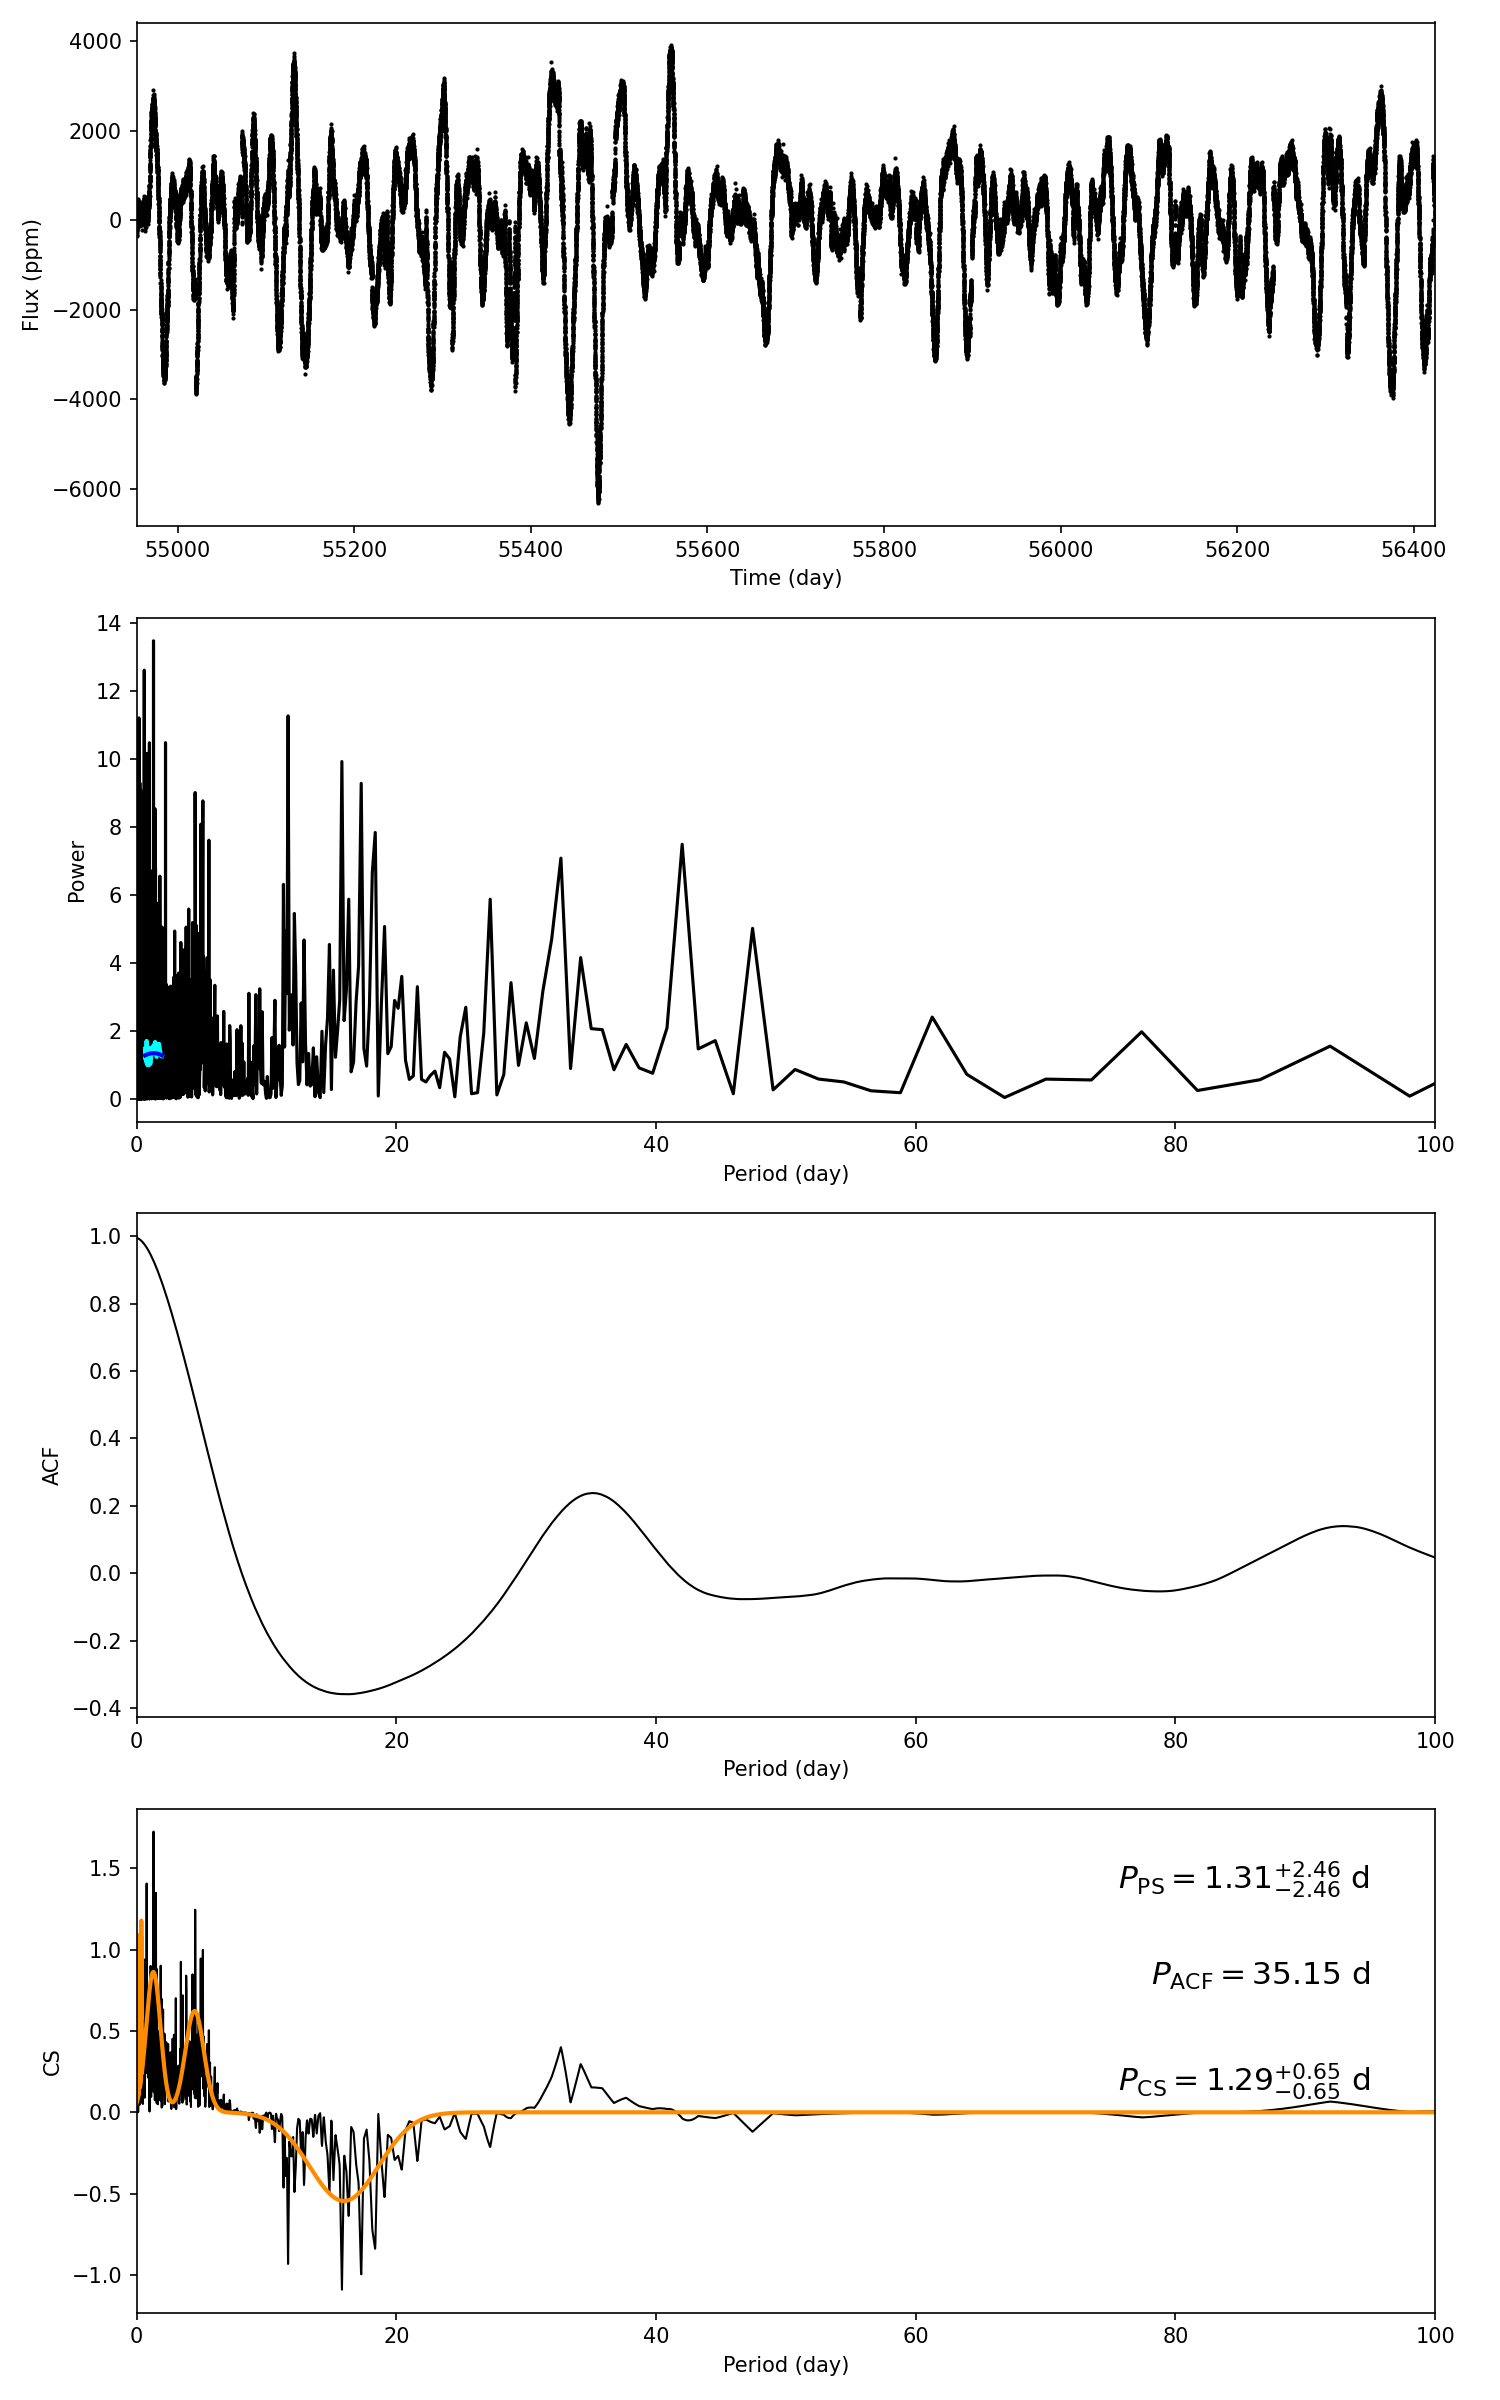 4000
2000
0
−2000
−4000
−6000
Flux (ppm)
55000 55200 55400 55600 55800 56000 56200 56400
Time (day)
14
12
10
8
6
4
2
0
Power
0 20 40 60 80 100
Period (day)
1.0
0.8
0.6
0.4
0.2
0.0
−0.2
−0.4
ACF
0 20 40 60 80 100
Period (day)
1.5
1.0
0.5
0.0
−0.5
−1.0
CS
P_PS = 1.31^{+2.46}_{−2.46} d
P_ACF = 35.15 d
P_CS = 1.29^{+0.65}_{−0.65} d
0 20 40 60 80 100
Period (day)